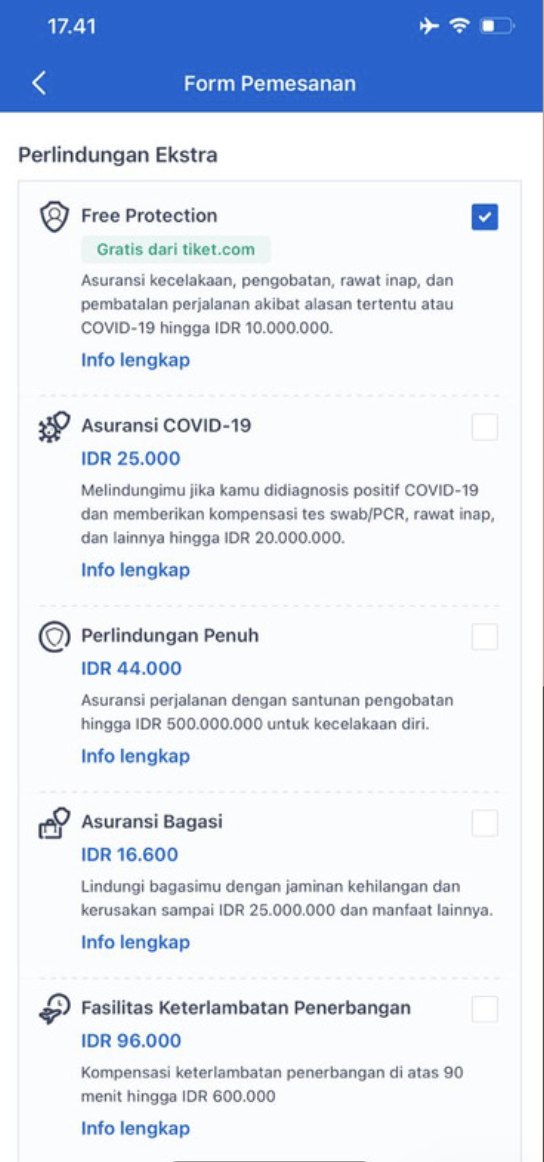 17.41
Form Pemesanan
Perlindungan Ekstra
Free Protection
Gratis dari tiket.com
Asuransi kecelakaan, pengobatan, rawat inap, dan
pembatalan perjalanan akibat alasan tertentu atau
COVID-19 hingga IDR 10.000.000.
Info lengkap
Asuransi COVID-19
IDR 25.000
Melindungimu jika kamu didiagnosis positif COVID-19
dan memberikan kompensasi tes swab/PCR, rawat inap,
dan lainnya hingga IDR 20.000.000.
Info lengkap
Perlindungan Penuh
IDR 44.000
Asuransi perjalanan dengan santunan pengobatan
hingga IDR 500.000.000 untuk kecelakaan diri.
Info lengkap
Asuransi Bagasi
IDR 16.600
Lindungi bagasimu dengan jaminan kehilangan dan
kerusakan sampai IDR 25.000.000 dan manfaat lainnya.
Info lengkap
Fasilitas Keterlambatan Penerbangan
IDR 96.000
Kompensasi keterlambatan penerbangan di atas 90
menit hingga IDR 600.000
Info lengkap